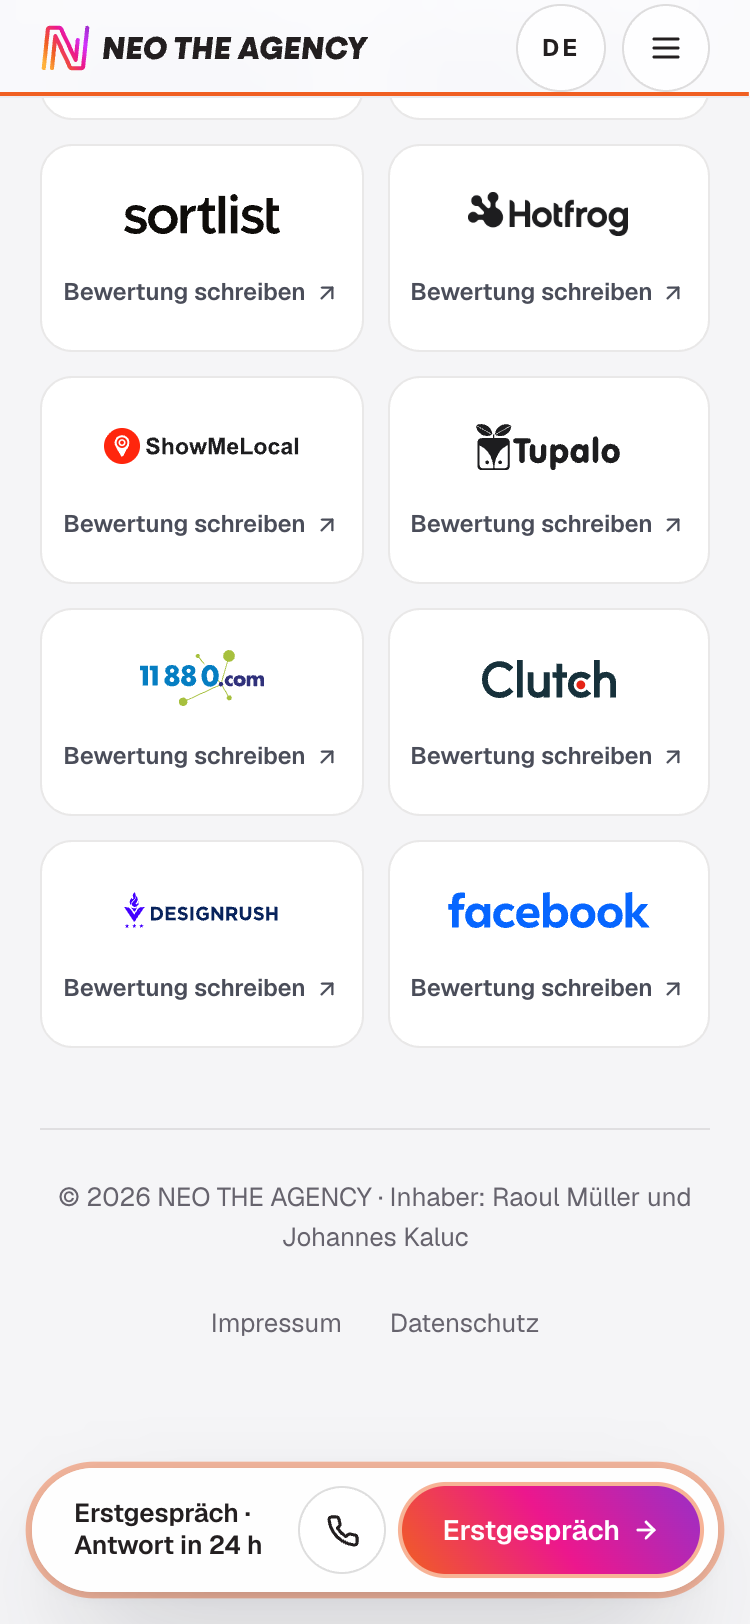 NEO THE AGENCY
DE
sortlist
Hotfrog
Bewertung schreiben
Bewertung schreiben
ShowMeLocal
Tupalo
Bewertung schreiben
Bewertung schreiben
11880.com
Clutch
Bewertung schreiben
Bewertung schreiben
DESIGNRUSH
facebook
Bewertung schreiben
Bewertung schreiben
© 2026 NEO THE AGENCY · Inhaber: Raoul Müller und
Johannes Kaluc
Impressum
Datenschutz
Erstgespräch ·
Antwort in 24 h
Erstgespräch